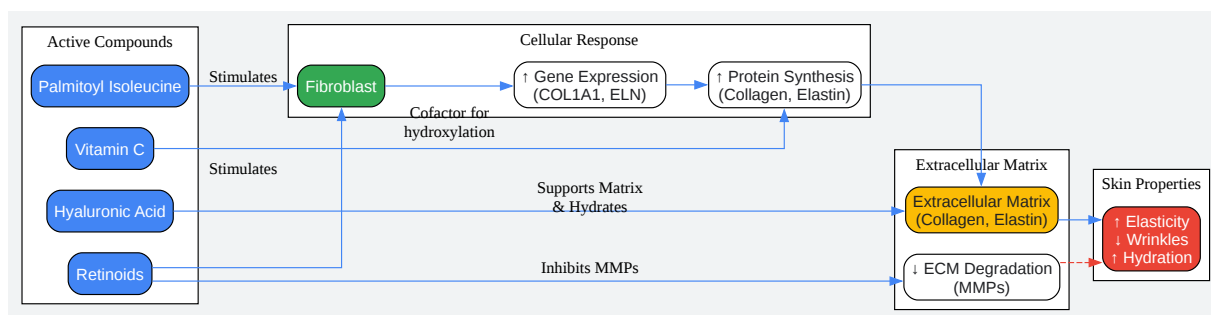 Active Compounds
Palmitoyl Isoleucine
Vitamin C
Hyaluronic Acid
Retinoids
Stimulates
Stimulates
Cellular Response
Fibroblast
↑ Gene Expression
(COL1A1, ELN)
↑ Protein Synthesis
(Collagen, Elastin)
Cofactor for
hydroxylation
Supports Matrix
& Hydrates
Inhibits MMPs
Extracellular Matrix
Extracellular Matrix
(Collagen, Elastin)
↓ ECM Degradation
(MMPs)
Skin Properties
↑ Elasticity
↓ Wrinkles
↑ Hydration